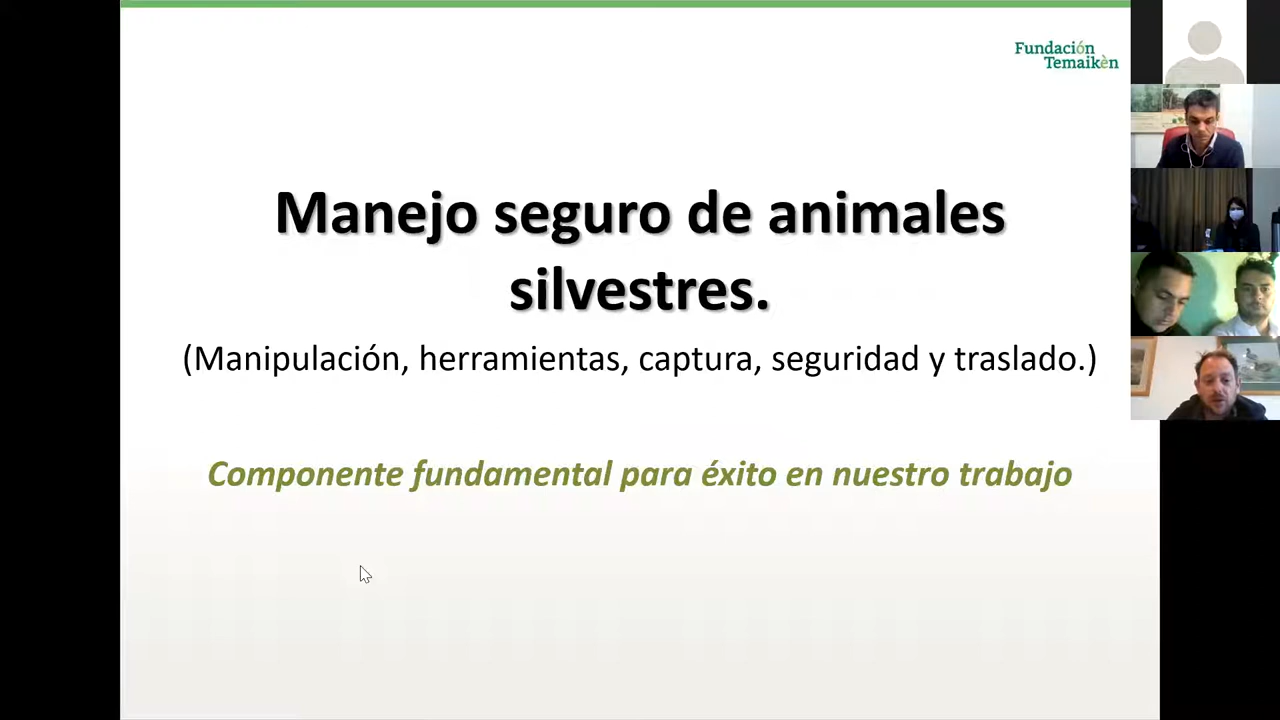 Fundación
Temaikèn
Manejo seguro de animales
silvestres.
(Manipulación, herramientas, captura, seguridad y traslado.)
Componente fundamental para éxito en nuestro trabajo